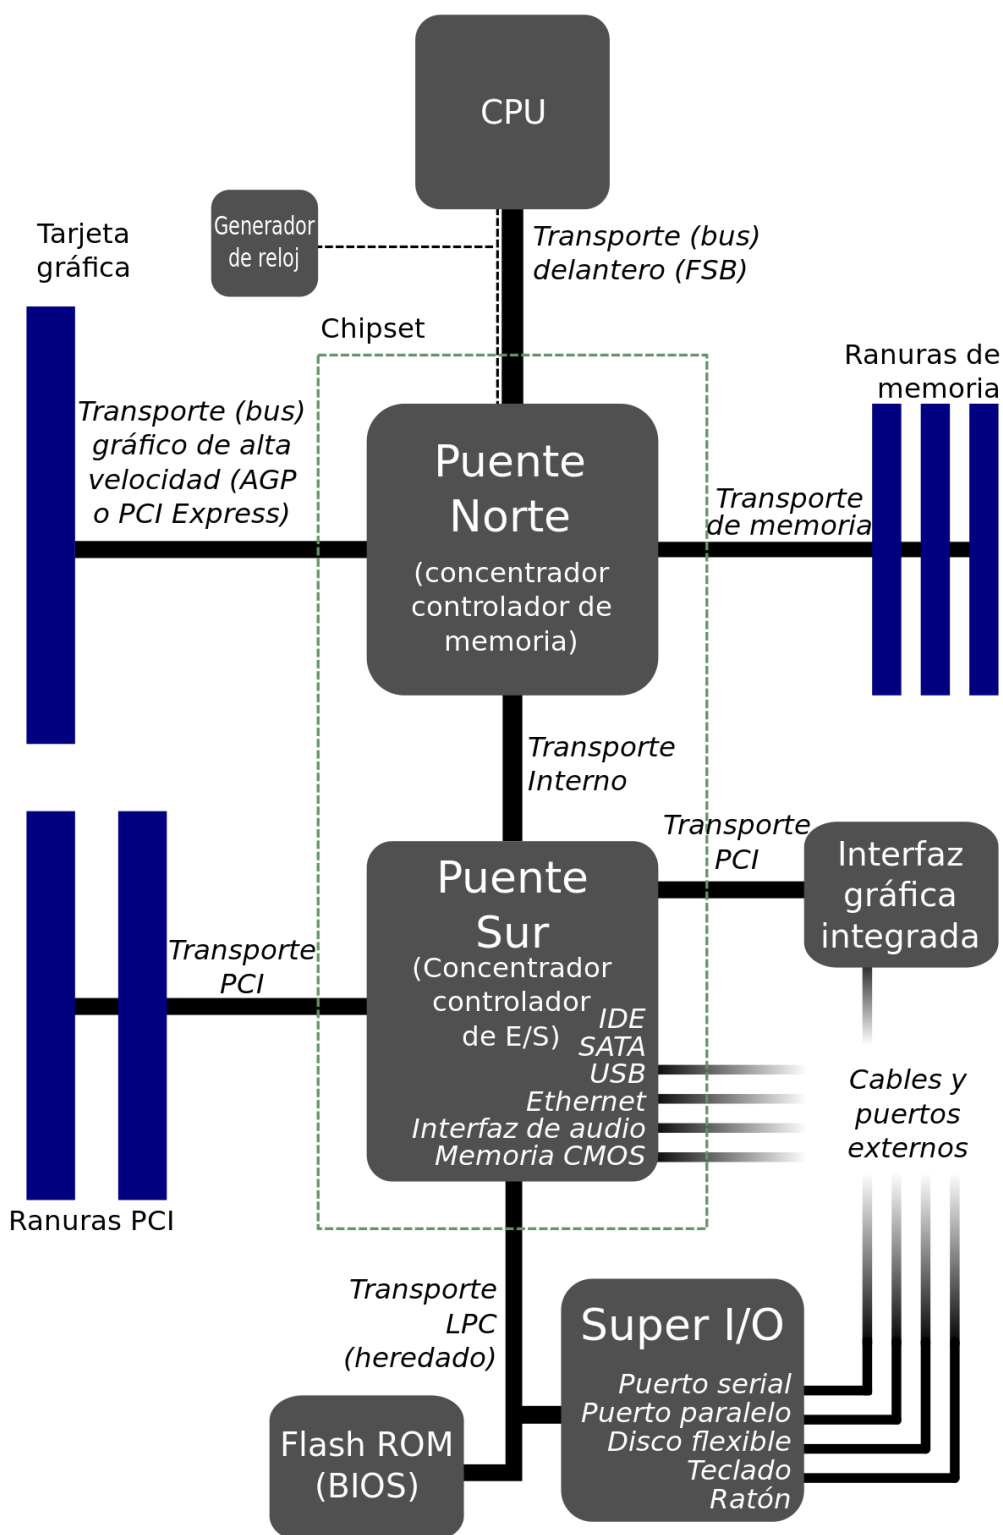 CPU
Generador
de reloj
Tarjeta
gráfica
Transporte (bus)
delantero (FSB)
Chipset
Ranuras de
memoria
Transporte (bus)
gráfico de alta
velocidad (AGP
o PCI Express)
Puente
Norte
(concentrador
controlador de
memoria)
Transporte
de memoria
Transporte
Interno
Transporte
PCI
Interfaz
gráfica
integrada
Puente
Sur
(Concentrador
controlador
de E/S)
IDE
SATA
USB
Ethernet
Interfaz de audio
Memoria CMOS
Transporte
PCI
Ranuras PCI
Cables y
puertos
externos
Transporte
LPC
(heredado)
Super I/O
Puerto serial
Puerto paralelo
Disco flexible
Teclado
Ratón
Flash ROM
(BIOS)